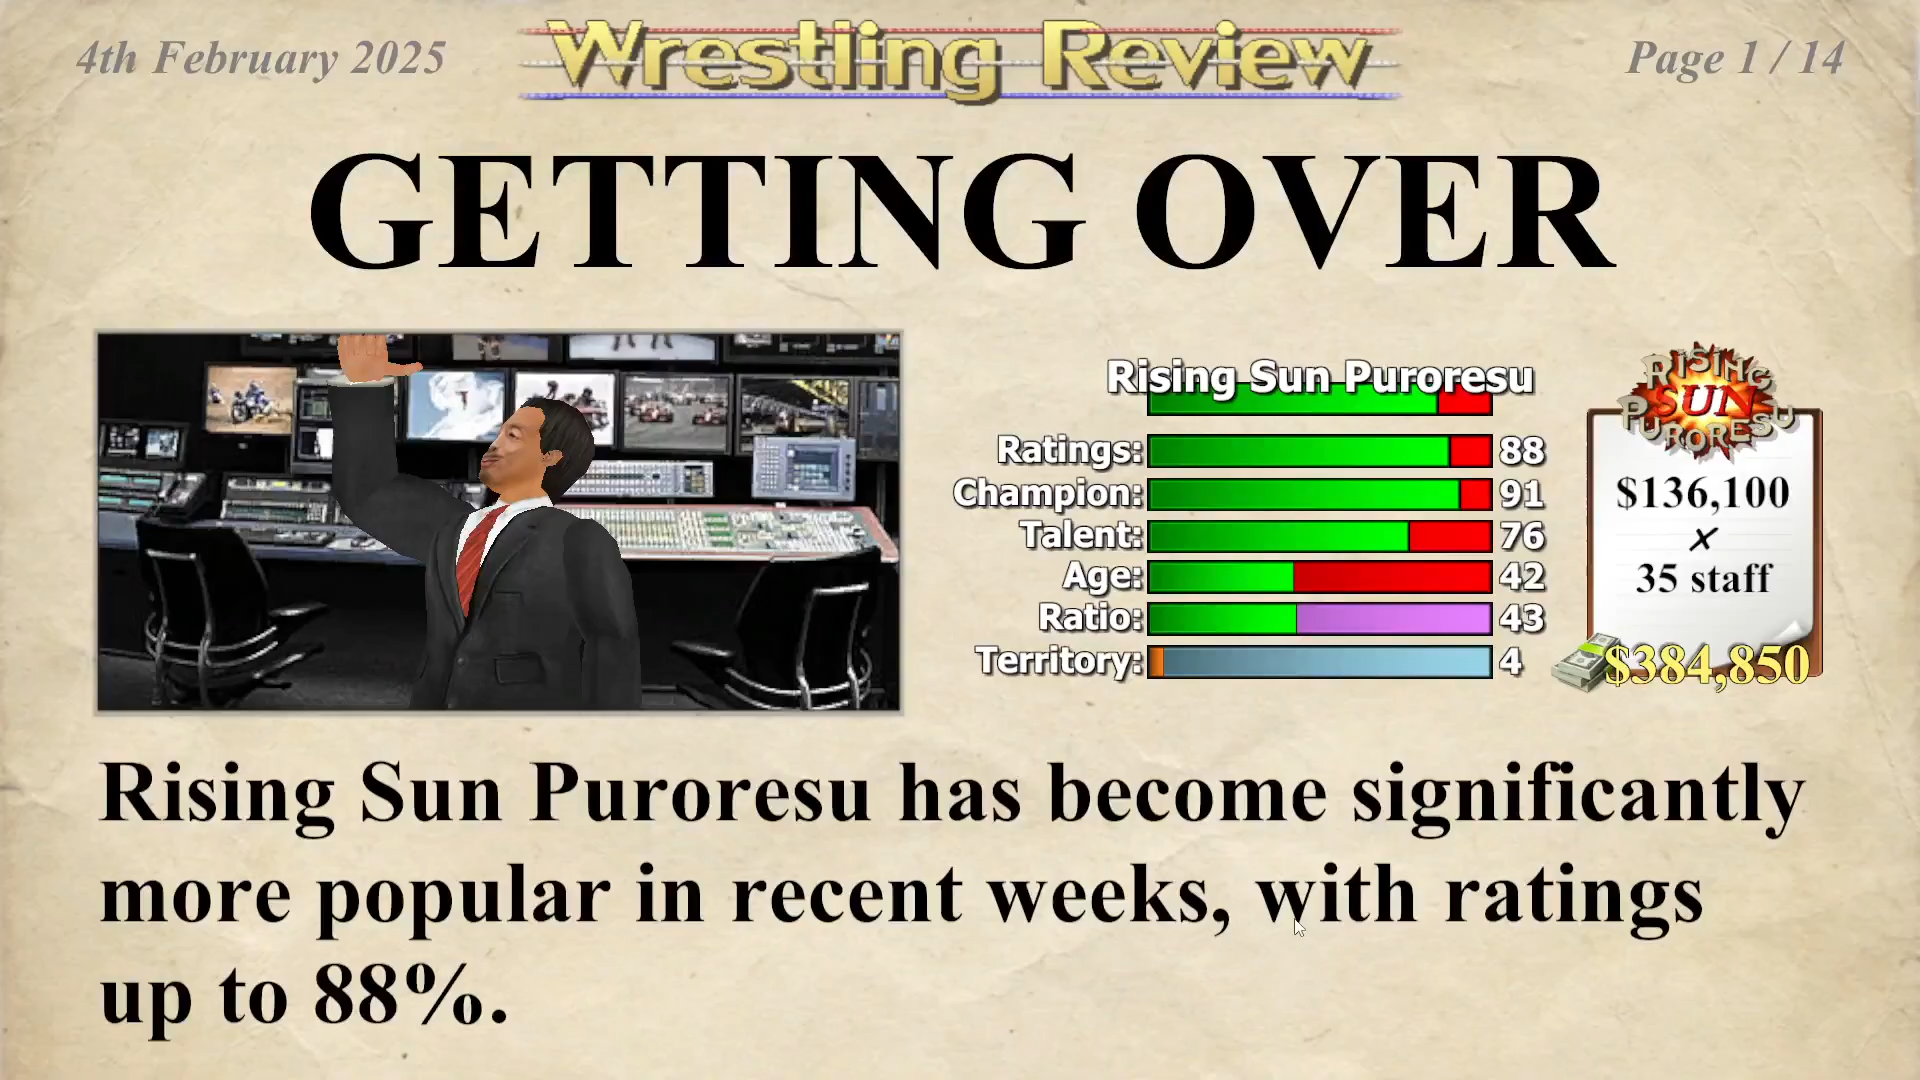 4th February 2025
Wrestling Review
Page 1 / 14
GETTING OVER
Rising Sun Puroresu
Ratings: 88
Champion: 91
Talent: 76
Age: 42
Ratio: 43
Territory: 4
RISING
SUN
PURORESU
$136,100
×
35 staff
$384,850
Rising Sun Puroresu has become significantly
more popular in recent weeks, with ratings
up to 88%.